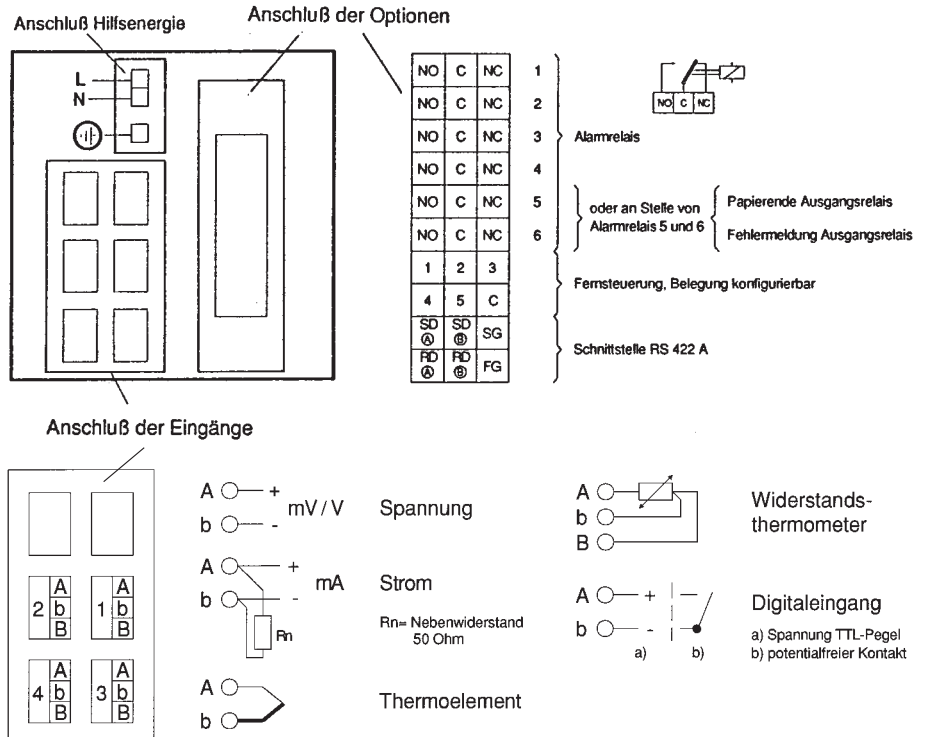 Anschluß Hilfsenergie
Anschluß der Optionen
L
N
NO C NC 1
NO C NC 2
NO C NC 3
NO C NC 4
NO C NC 5
NO C NC 6
1 2 3
4 5 C
SD Ⓐ SD Ⓑ SG
RD Ⓐ RD Ⓑ FG
NO C NC
Alarmrelais
oder an Stelle von
Alarmrelais 5 und 6
Papierende Ausgangsrelais
Fehlermeldung Ausgangsrelais
Fernsteuerung, Belegung konfigurierbar
Schnittstelle RS 422 A
Anschluß der Eingänge
2 A b B
1 A b B
4 A b B
3 A b B
A +
mV / V
b -
Spannung
A +
mA
b -
Strom
Rn
Rn= Nebenwiderstand
50 Ohm
A
b
Thermoelement
A
b
B
Widerstands-
thermometer
A +
b -
a) b)
Digitaleingang
a) Spannung TTL-Pegel
b) potentialfreier Kontakt